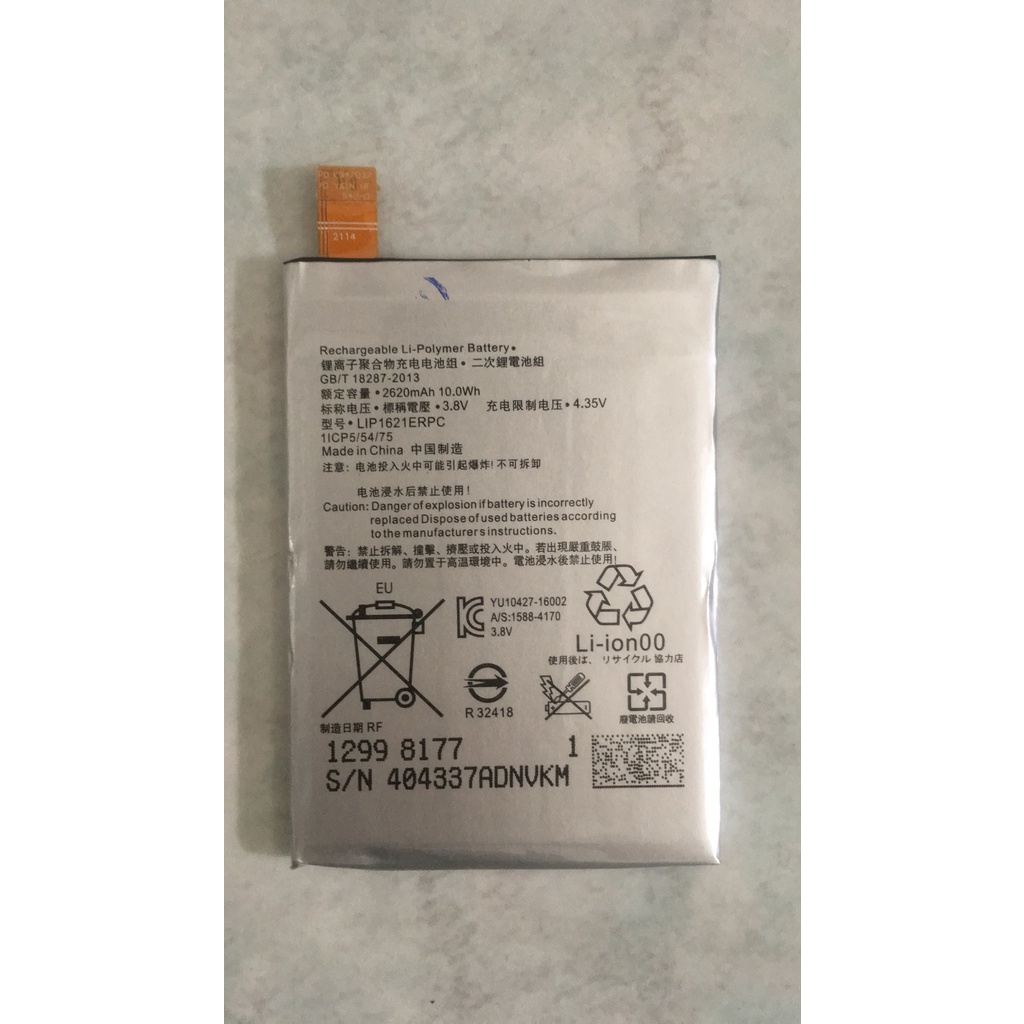 2114
Rechargeable Li-Polymer Battery •
锂离子聚合物充电电池组 • 二次鋰電池組
GB/T 18287-2013
额定容量 • 2620mAh 10.0Wh
标称电压 • 標稱電壓 • 3.8V 充电限制电压 • 4.35V
型号 • LIP1621ERPC
1ICP5/54/75
Made in China 中国制造
注意: 电池投入火中可能引起爆炸! 不可拆卸
电池浸水后禁止使用!
Caution: Danger of explosion if battery is incorrectly
replaced Dispose of used batteries according
to the manufacturer s instructions.
警告: 禁止拆解、撞擊、擠壓或投入火中。若出現嚴重鼓脹、
請勿繼續使用。請勿置于高溫環境中。電池浸水後禁止使用!
EU
YU10427-16002
A/S:1588-4170
3.8V
Li-ion00
使用後は、リサイクル 協力店
R 32418
廢電池請回收
制造日期 RF
1299 8177 1
S/N 404337ADNVKM